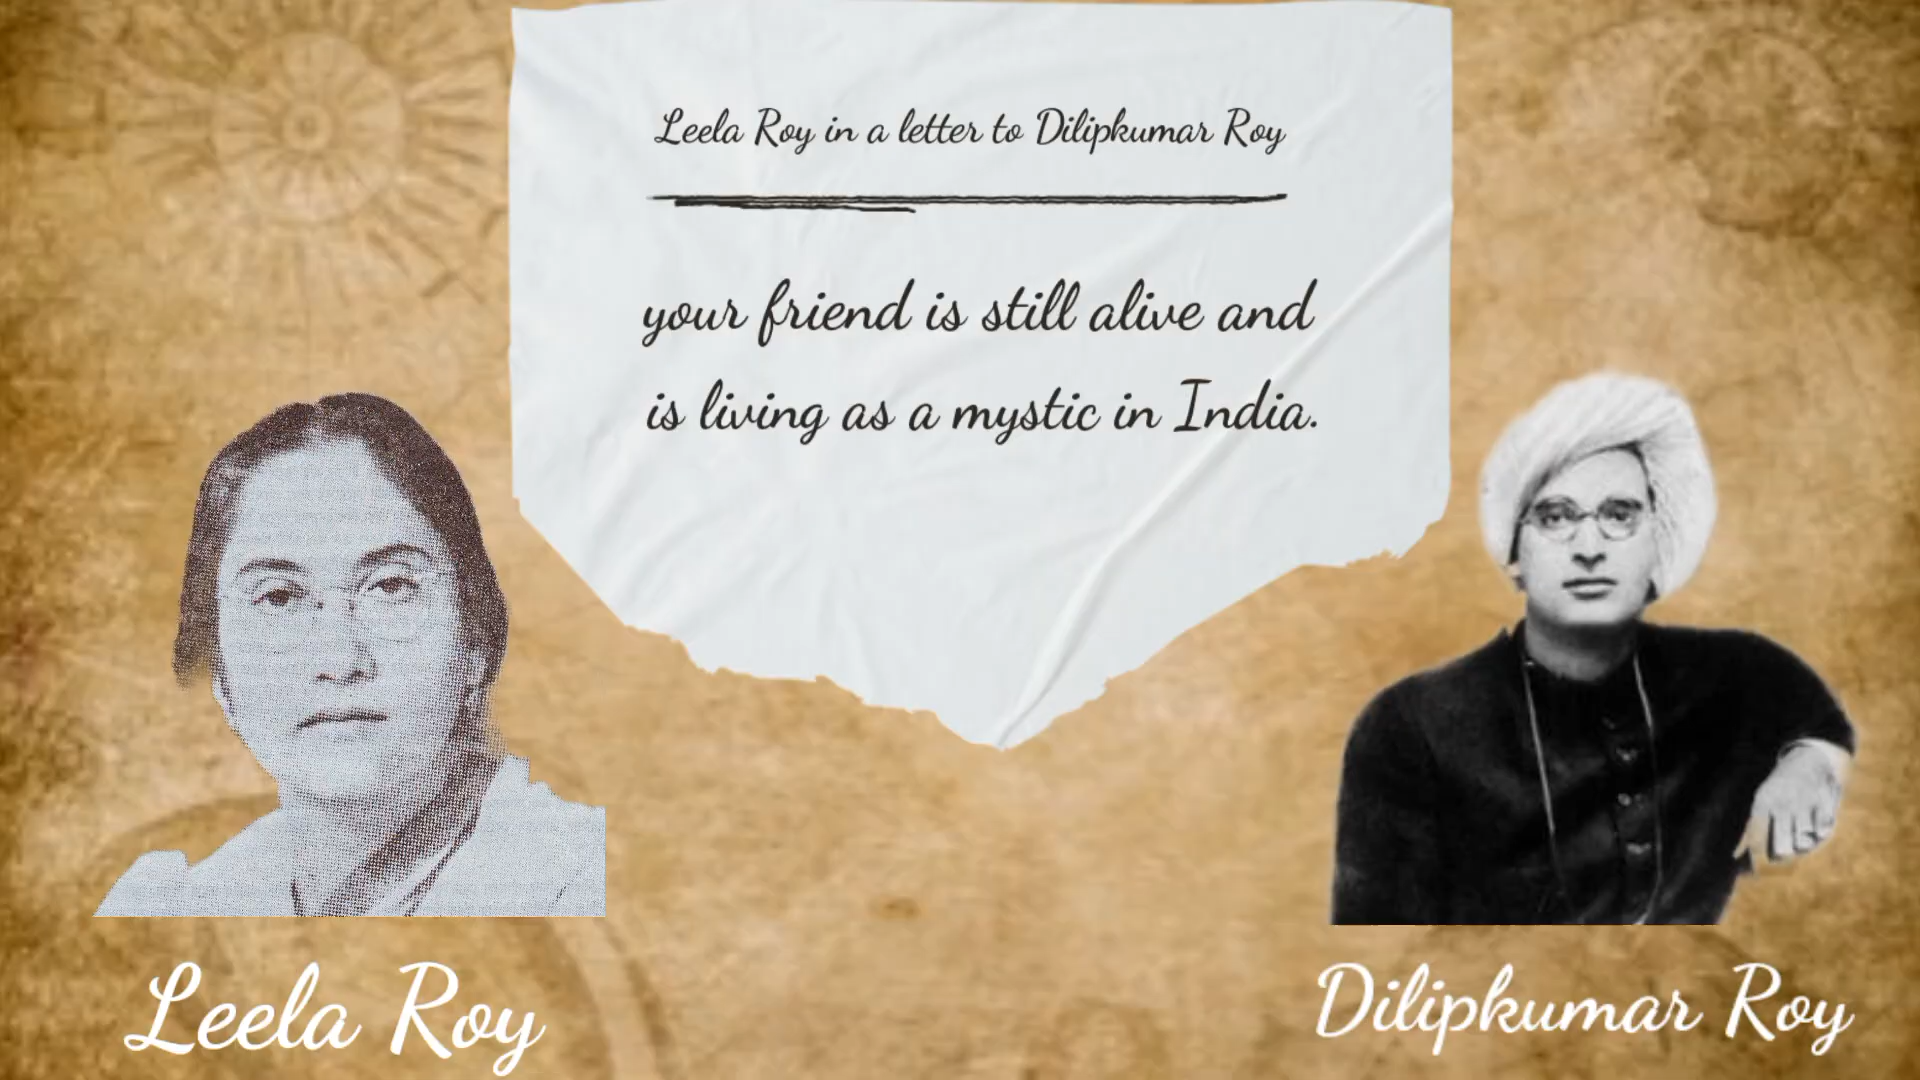 Leela Roy in a letter to Dilipkumar Roy
your friend is still alive and
is living as a mystic in India.
Leela Roy
Dilipkumar Roy